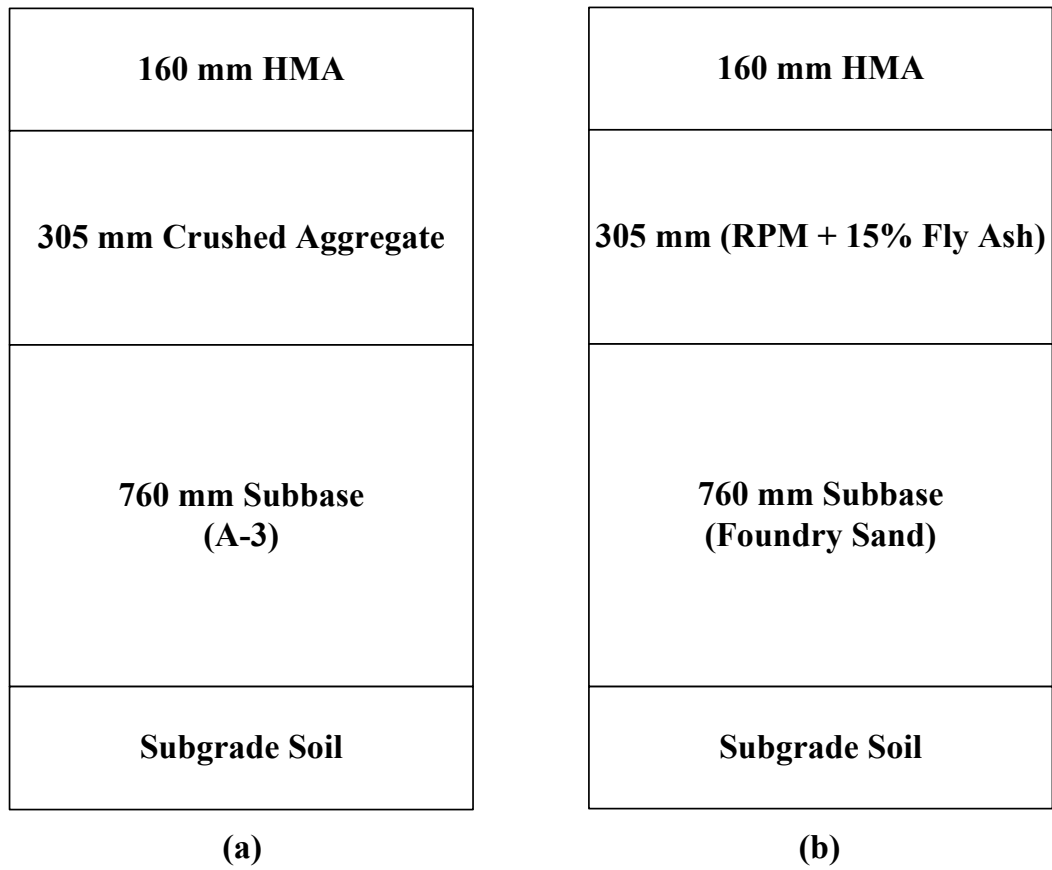 160 mm HMA
305 mm Crushed Aggregate
760 mm Subbase
(A-3)
Subgrade Soil
(a)
160 mm HMA
305 mm (RPM + 15% Fly Ash)
760 mm Subbase
(Foundry Sand)
Subgrade Soil
(b)